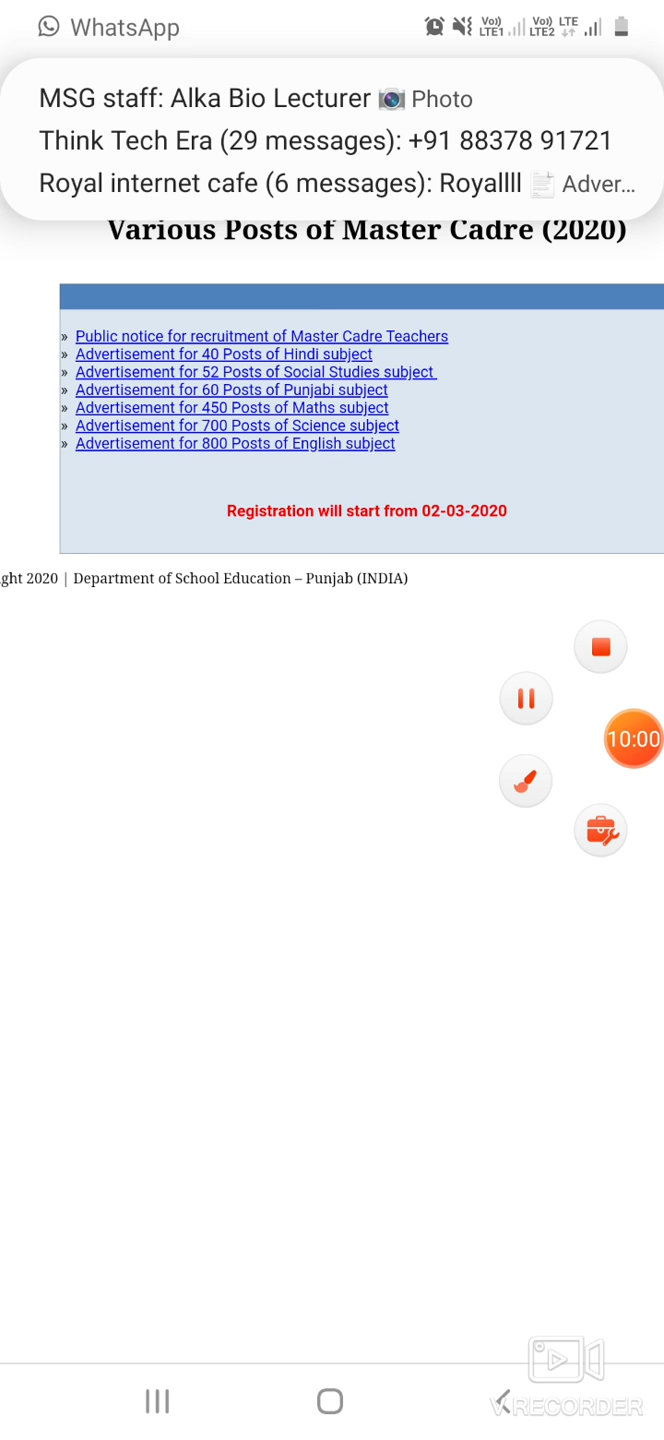 WhatsApp
Vo)) LTE1 Vo)) LTE2 LTE
MSG staff: Alka Bio Lecturer 📷 Photo
Think Tech Era (29 messages): +91 88378 91721
Royal internet cafe (6 messages): Royallll 📄 Adver...
Various Posts of Master Cadre (2020)
» Public notice for recruitment of Master Cadre Teachers
» Advertisement for 40 Posts of Hindi subject
» Advertisement for 52 Posts of Social Studies subject
» Advertisement for 60 Posts of Punjabi subject
» Advertisement for 450 Posts of Maths subject
» Advertisement for 700 Posts of Science subject
» Advertisement for 800 Posts of English subject
Registration will start from 02-03-2020
ght 2020 | Department of School Education – Punjab (INDIA)
10:00
V RECORDER